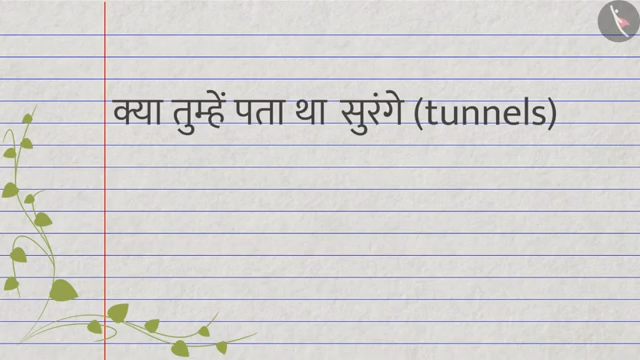 क्या तुम्हें पता था सुरंगे (tunnels)